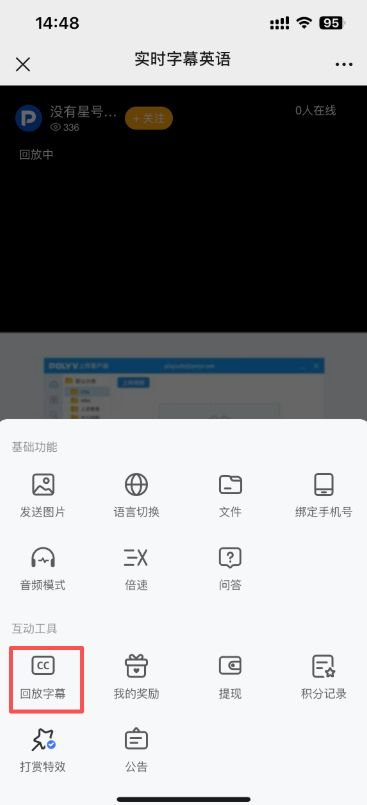 14:48
95
实时字幕英语
没有星号...
336
+ 关注
0人在线
回放中
POLYV
基础功能
发送图片
语言切换
文件
绑定手机号
音频模式
倍速
问答
互动工具
CC
回放字幕
我的奖励
提现
积分记录
打赏特效
公告